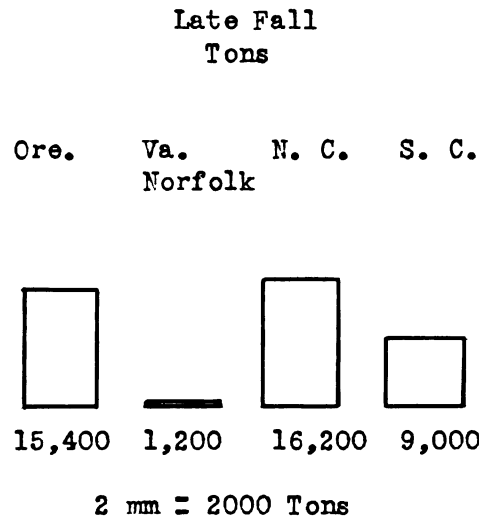 Late Fall
Tons
Ore. Va. N. C. S. C.
Norfolk
15,400 1,200 16,200 9,000
2 mm = 2000 Tons